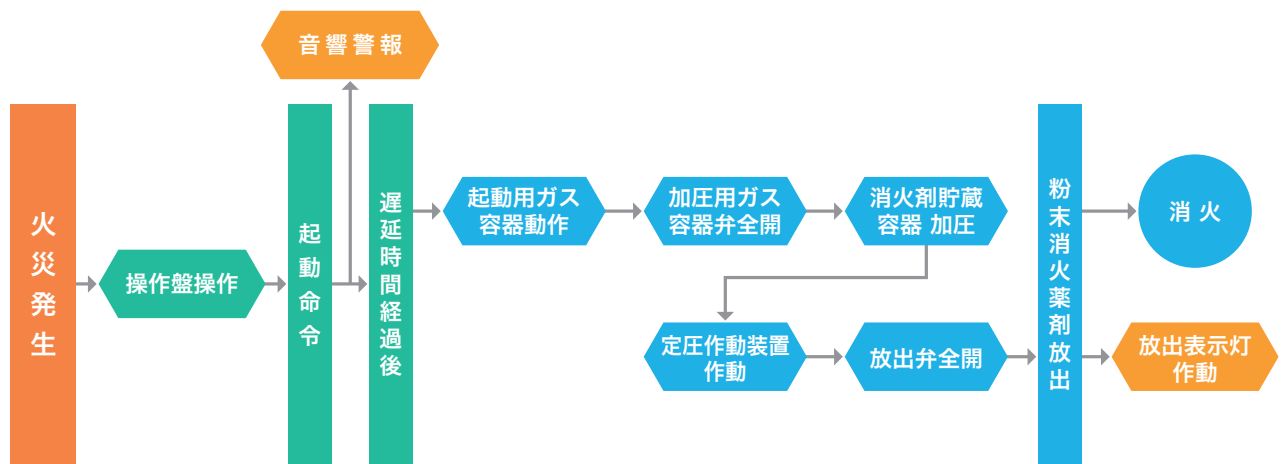 火災発生
操作盤操作
起動命令
音響警報
遅延時間経過後
起動用ガス
容器動作
加圧用ガス
容器弁全開
消火剤貯蔵
容器 加圧
定圧作動装置
作動
放出弁全開
粉末消火薬剤放出
消 火
放出表示灯
作動